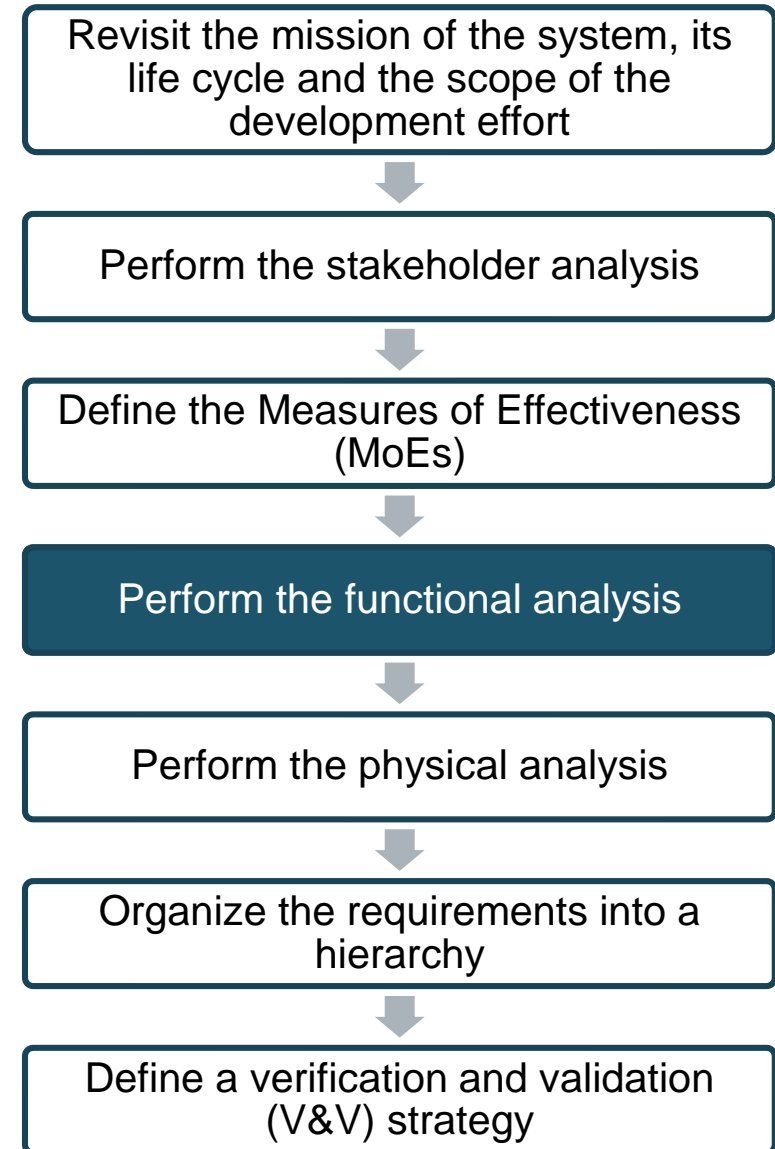 Revisit the mission of the system, its
life cycle and the scope of the
development effort
Perform the stakeholder analysis
Define the Measures of Effectiveness
(MoEs)
Perform the functional analysis
Perform the physical analysis
Organize the requirements into a
hierarchy
Define a verification and validation
(V&V) strategy